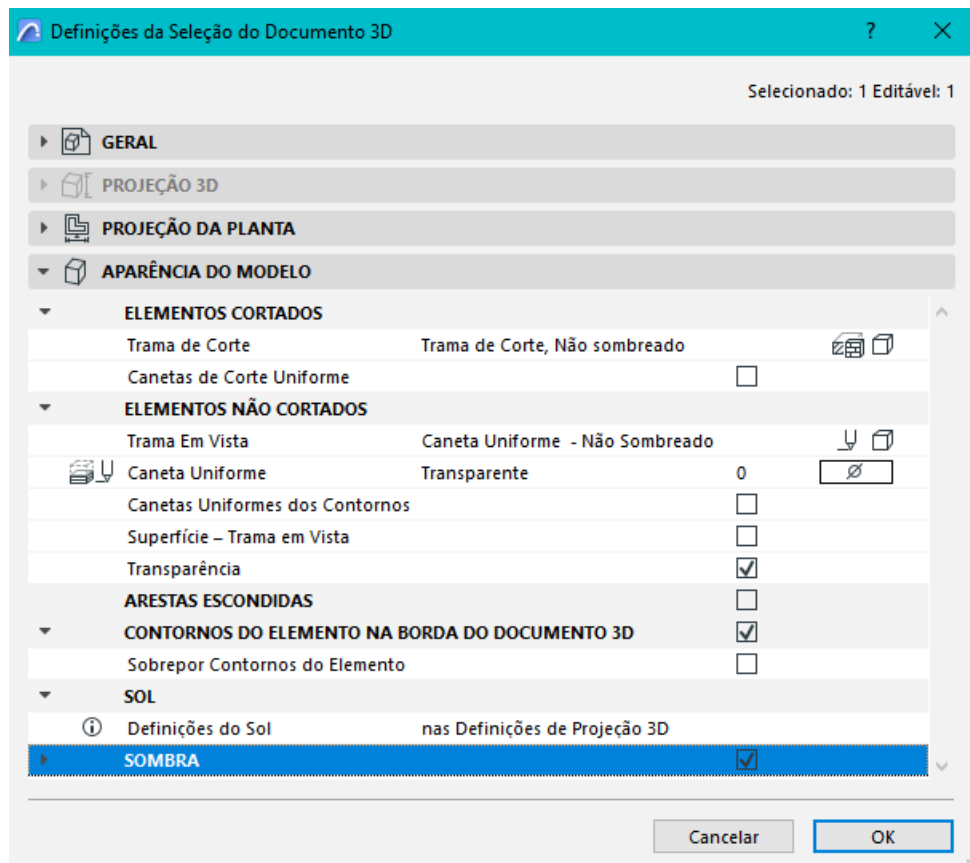 Definições da Seleção do Documento 3D ?
Selecionado: 1 Editável: 1
GERAL
PROJEÇÃO 3D
PROJEÇÃO DA PLANTA
APARÊNCIA DO MODELO
ELEMENTOS CORTADOS
Trama de Corte Trama de Corte, Não sombreado
Canetas de Corte Uniforme
ELEMENTOS NÃO CORTADOS
Trama Em Vista Caneta Uniforme - Não Sombreado
Caneta Uniforme Transparente 0
Canetas Uniformes dos Contornos
Superfície – Trama em Vista
Transparência
ARESTAS ESCONDIDAS
CONTORNOS DO ELEMENTO NA BORDA DO DOCUMENTO 3D
Sobrepor Contornos do Elemento
SOL
Definições do Sol nas Definições de Projeção 3D
SOMBRA
Cancelar OK